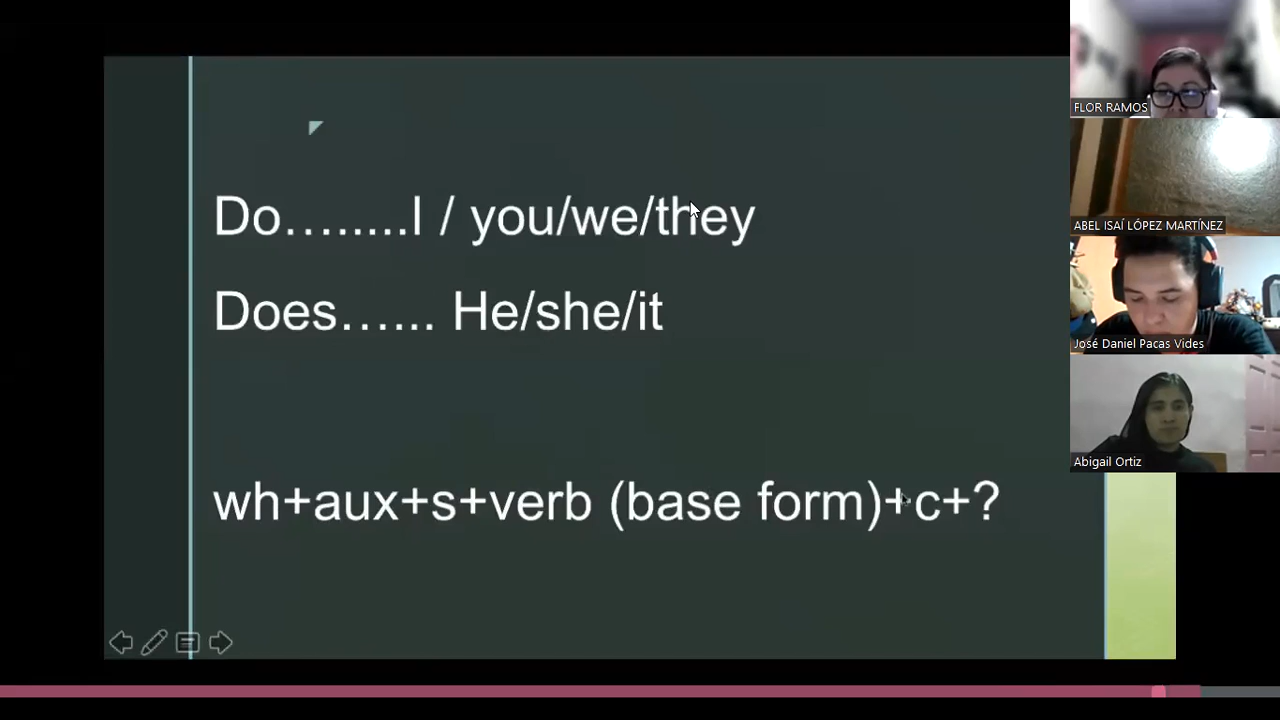 Do….....I / you/we/they
Does…... He/she/it
wh+aux+s+verb (base form)+c+?
FLOR RAMOS
ABEL ISAÍ LÓPEZ MARTÍNEZ
José Daniel Pacas Vides
Abigail Ortiz